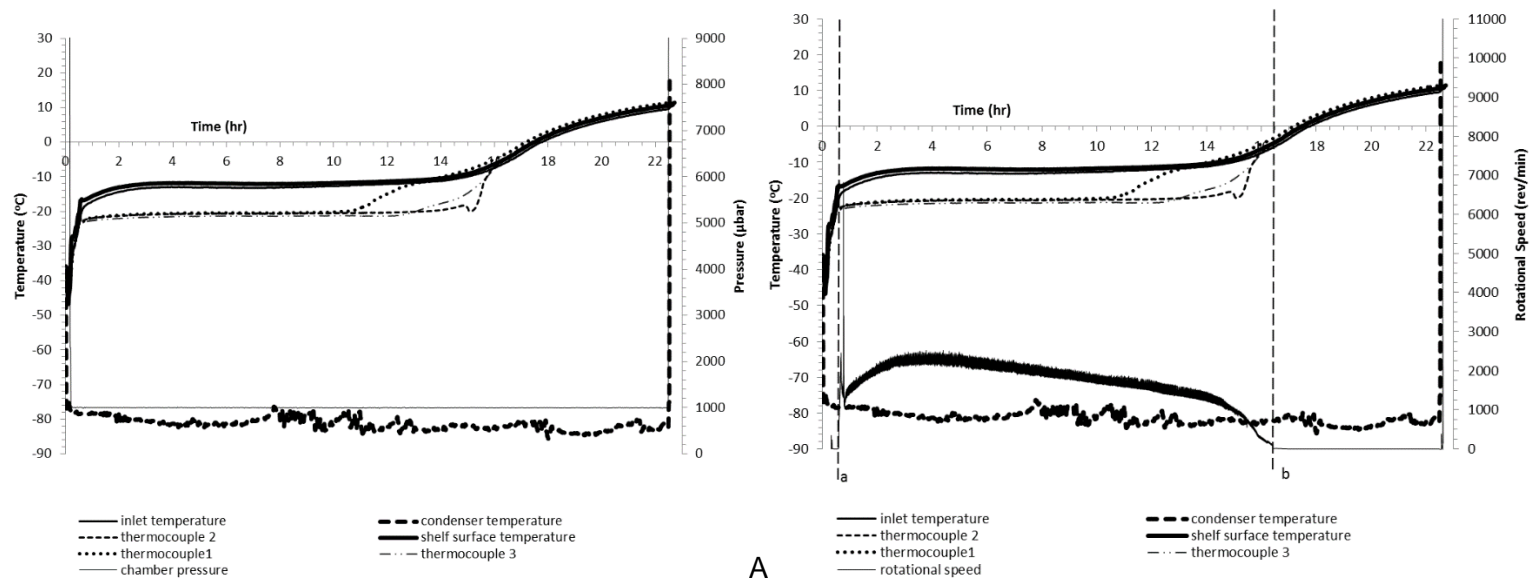 30
20
10
0
-10
-20
-30
-40
-50
-60
-70
-80
-90
Temperature (°C)
Time (hr)
0 2 4 6 8 10 12 14 16 18 20 22
9000
8000
7000
6000
5000
4000
3000
2000
1000
0
Pressure (µbar)
inlet temperature
condenser temperature
thermocouple 2
shelf surface temperature
thermocouple1
thermocouple 3
chamber pressure
A
30
20
10
0
-10
-20
-30
-40
-50
-60
-70
-80
-90
Temperature (°C)
Time (hr)
0 2 4 6 8 10 12 14 16 18 20 22
11000
10000
9000
8000
7000
6000
5000
4000
3000
2000
1000
0
Rotational Speed (rev/min)
a
b
inlet temperature
condenser temperature
thermocouple 2
shelf surface temperature
thermocouple1
thermocouple 3
rotational speed